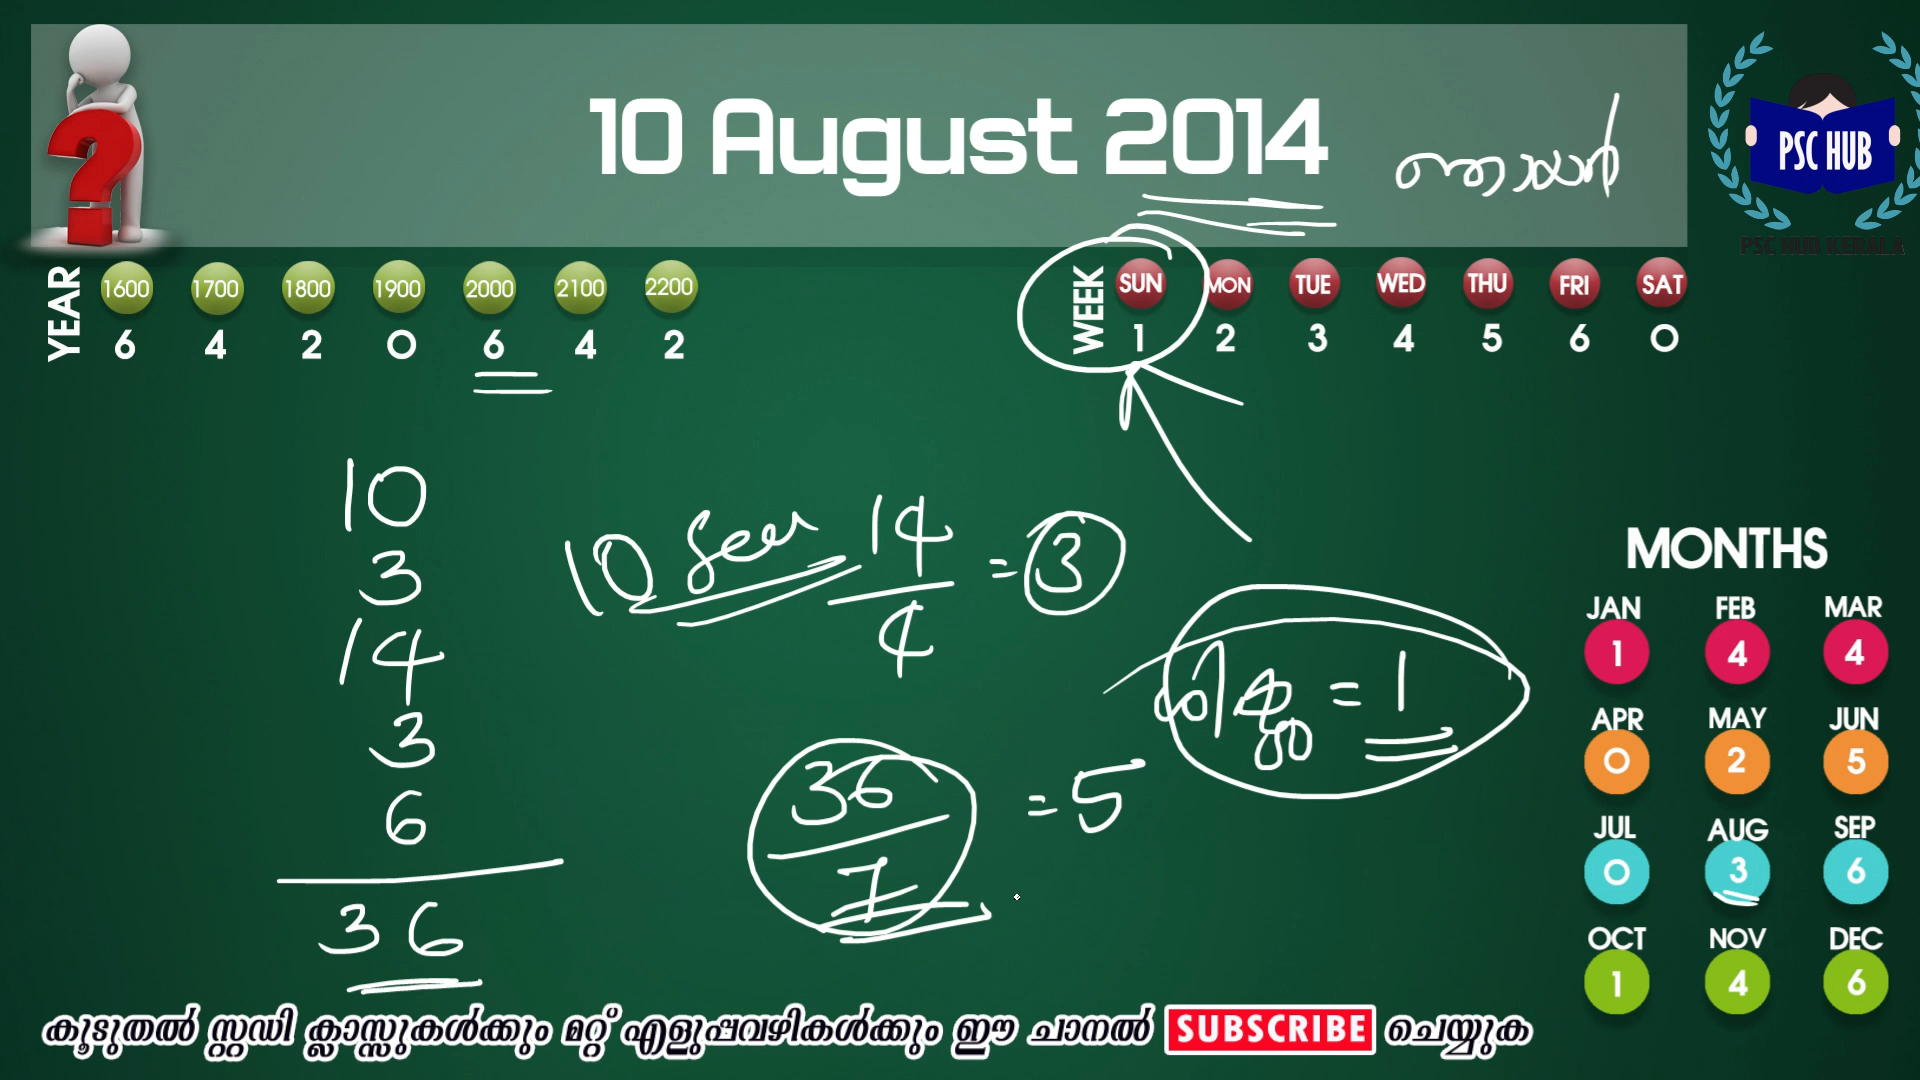 10 August 2014
ഞായർ
PSC HUB
PSC HUB KERALA
YEAR
1600 1700 1800 1900 2000 2100 2200
6 4 2 0 6 4 2
WEEK
SUN MON TUE WED THU FRI SAT
1 2 3 4 5 6 0
10
3
14
3
6
36
14
4
= 3
36
7
= 5
= 1
MONTHS
JAN FEB MAR
1 4 4
APR MAY JUN
0 2 5
JUL AUG SEP
0 3 6
OCT NOV DEC
1 4 6
കൂടുതൽ സ്റ്റഡി ക്ലാസ്സുകൾക്കും മറ്റ് എളുപ്പവഴികൾക്കും ഈ ചാനൽ SUBSCRIBE ചെയ്യുക